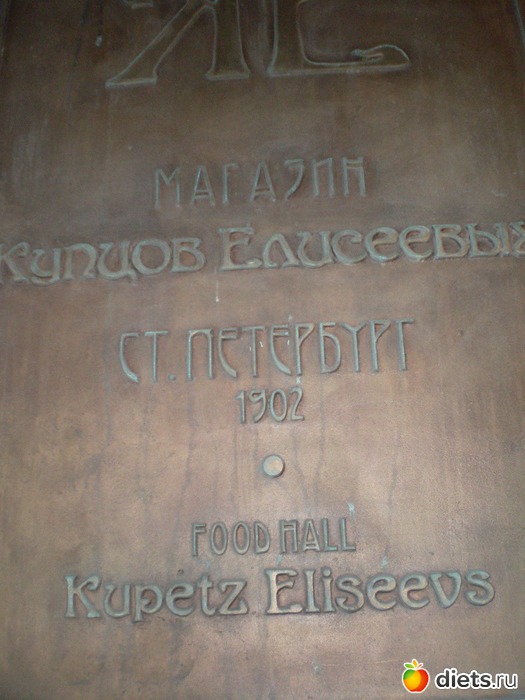 МАГАЗИН
Купцов Елисеевых
СТ. ПЕТЕРБУРГ
1902
FOOD HALL
Kupetz Eliseevs
diets.ru